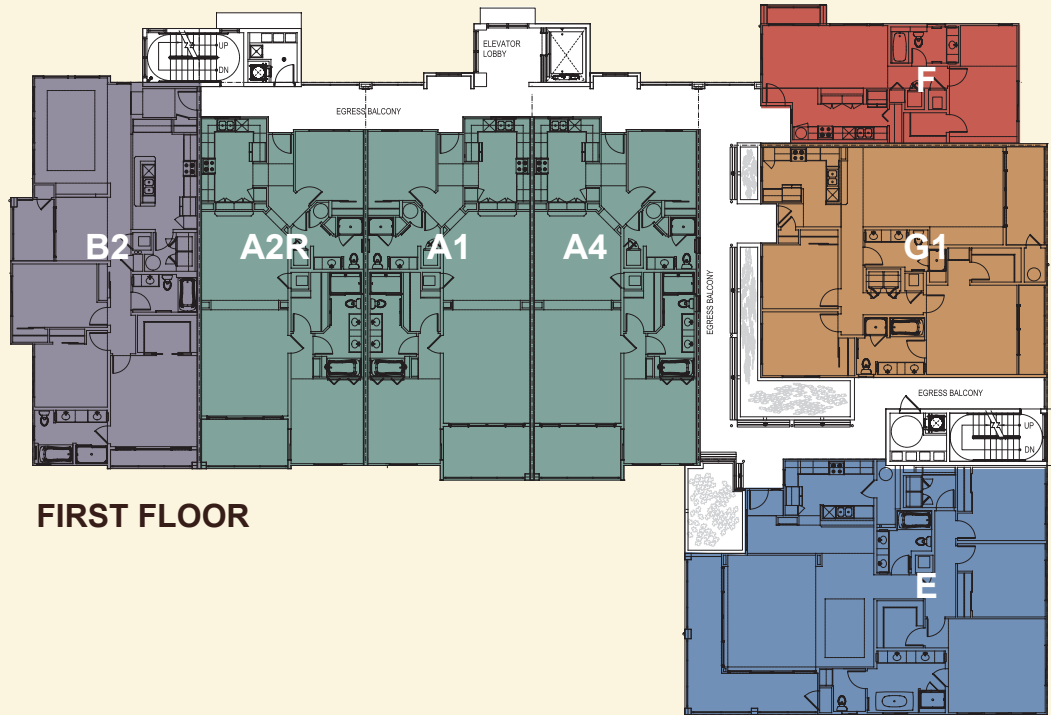 UP
DN
ELEVATOR
LOBBY
EGRESS BALCONY
F
B2
A2R
A1
A4
G1
EGRESS BALCONY
EGRESS BALCONY
UP
DN
FIRST FLOOR
E